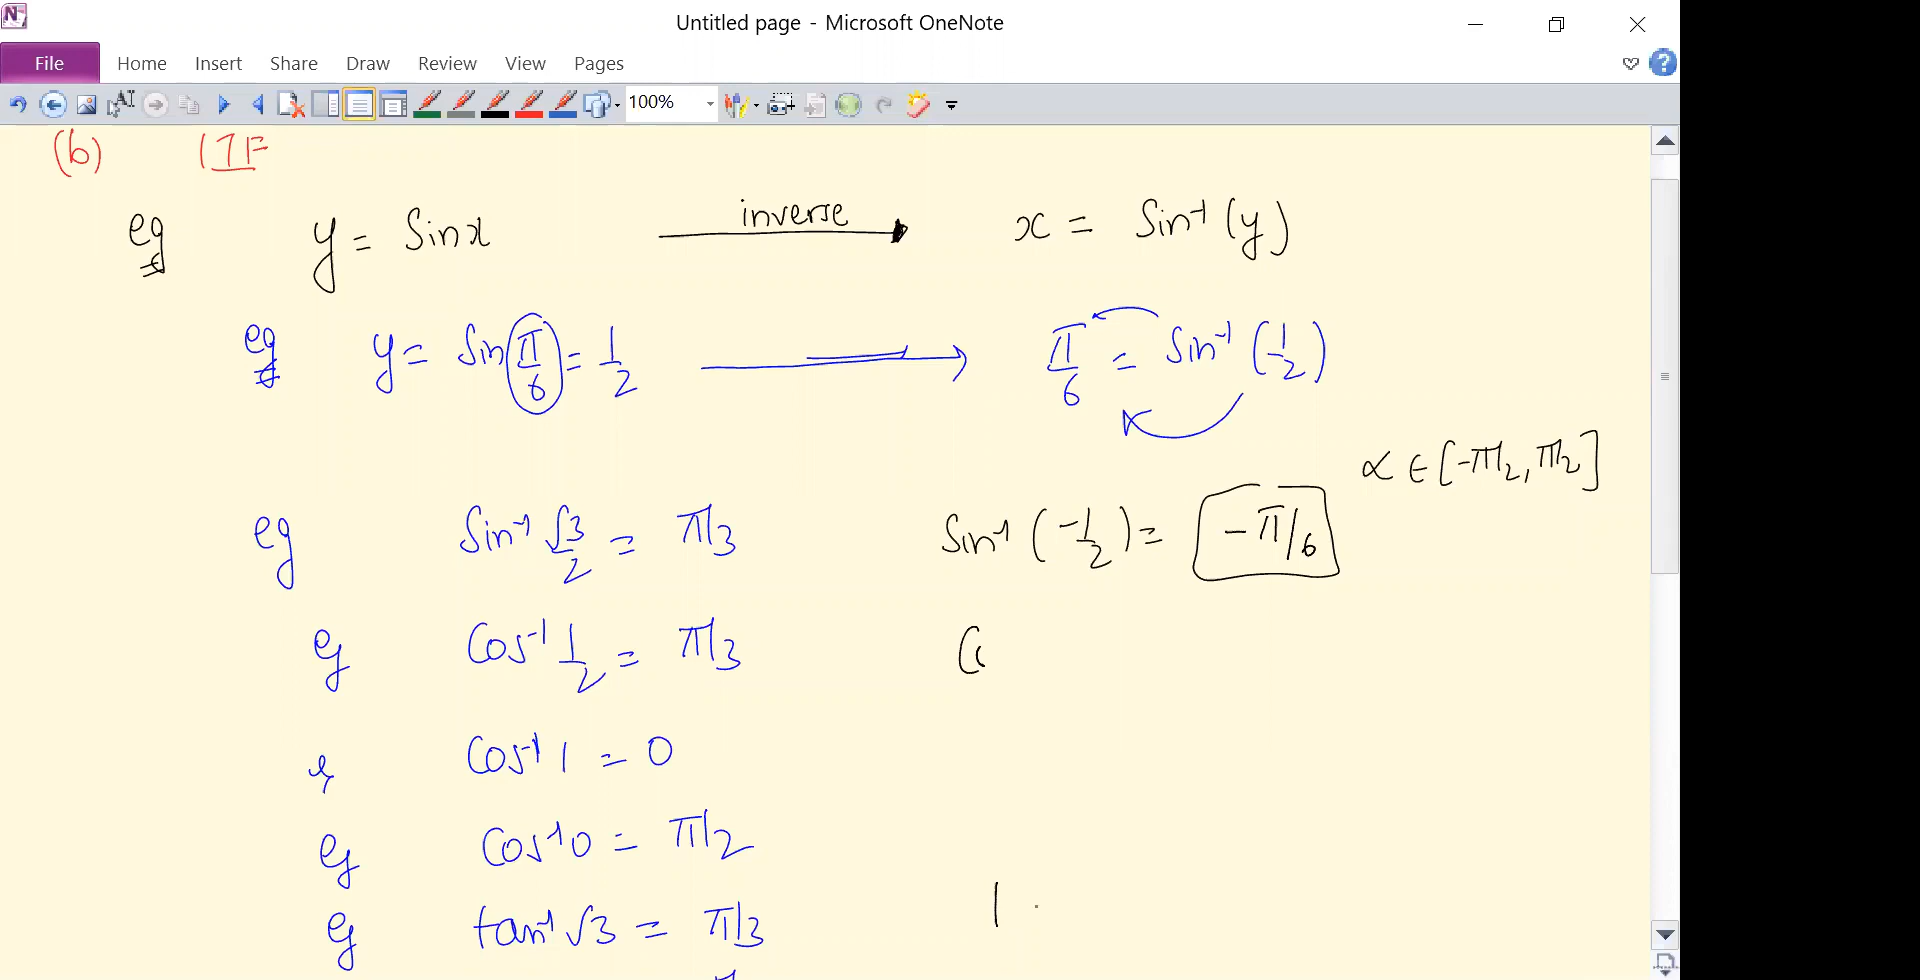 Untitled page - Microsoft OneNote
File Home Insert Share Draw Review View Pages
100%
(b) ITF
eg y = Sinx inverse x = Sin⁻¹(y)
eg y = Sin π/6 = 1/2 π/6 = Sin⁻¹(1/2)
α ∈ [-π/2, π/2]
eg Sin⁻¹ √3/2 = π/3 Sin⁻¹(-1/2) = -π/6
eg Cos⁻¹ 1/2 = π/3 Co
Cos⁻¹ 1 = 0
eg Cos⁻¹ 0 = π/2
eg tan⁻¹ √3 = π/3